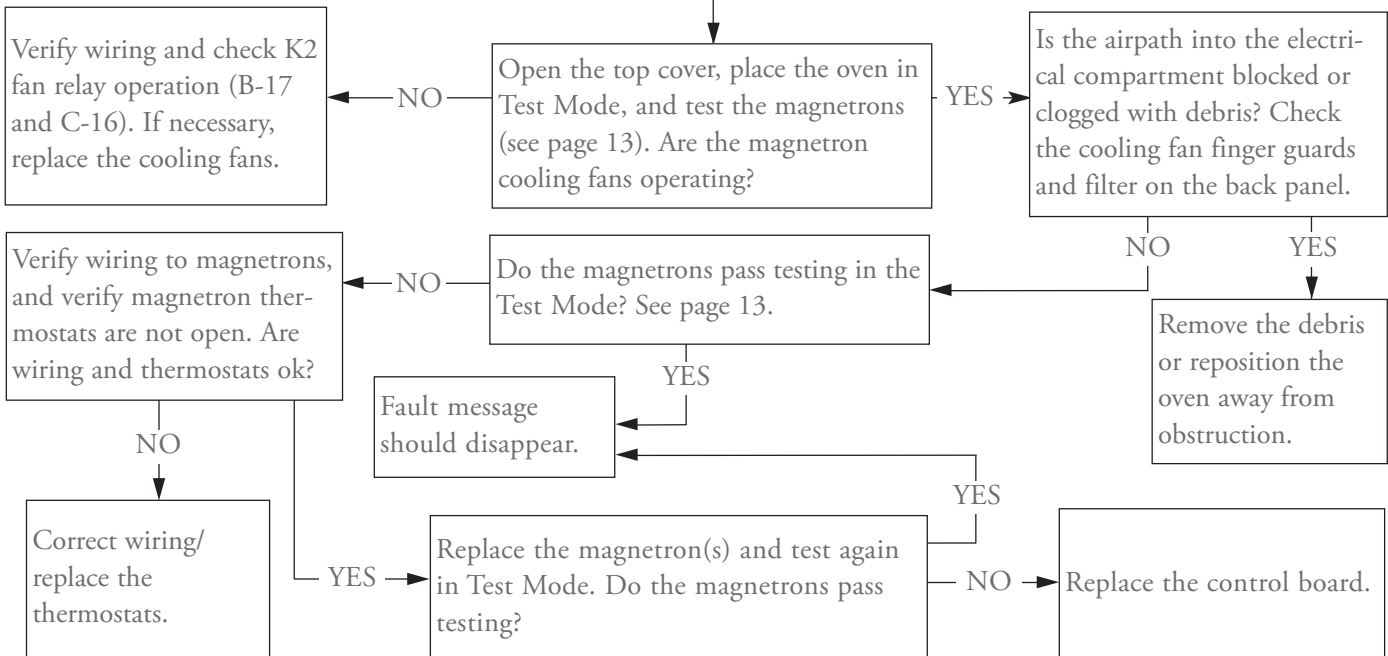 Verify wiring and check K2
fan relay operation (B-17
and C-16). If necessary,
replace the cooling fans.
NO
Open the top cover, place the oven in
Test Mode, and test the magnetrons
(see page 13). Are the magnetron
cooling fans operating?
YES
Is the airpath into the electri-
cal compartment blocked or
clogged with debris? Check
the cooling fan finger guards
and filter on the back panel.
NO
YES
Verify wiring to magnetrons,
and verify magnetron ther-
mostats are not open. Are
wiring and thermostats ok?
NO
Do the magnetrons pass testing in the
Test Mode? See page 13.
Remove the debris
or reposition the
oven away from
obstruction.
YES
Fault message
should disappear.
NO
YES
Correct wiring/
replace the
thermostats.
YES
Replace the magnetron(s) and test again
in Test Mode. Do the magnetrons pass
testing?
NO
Replace the control board.